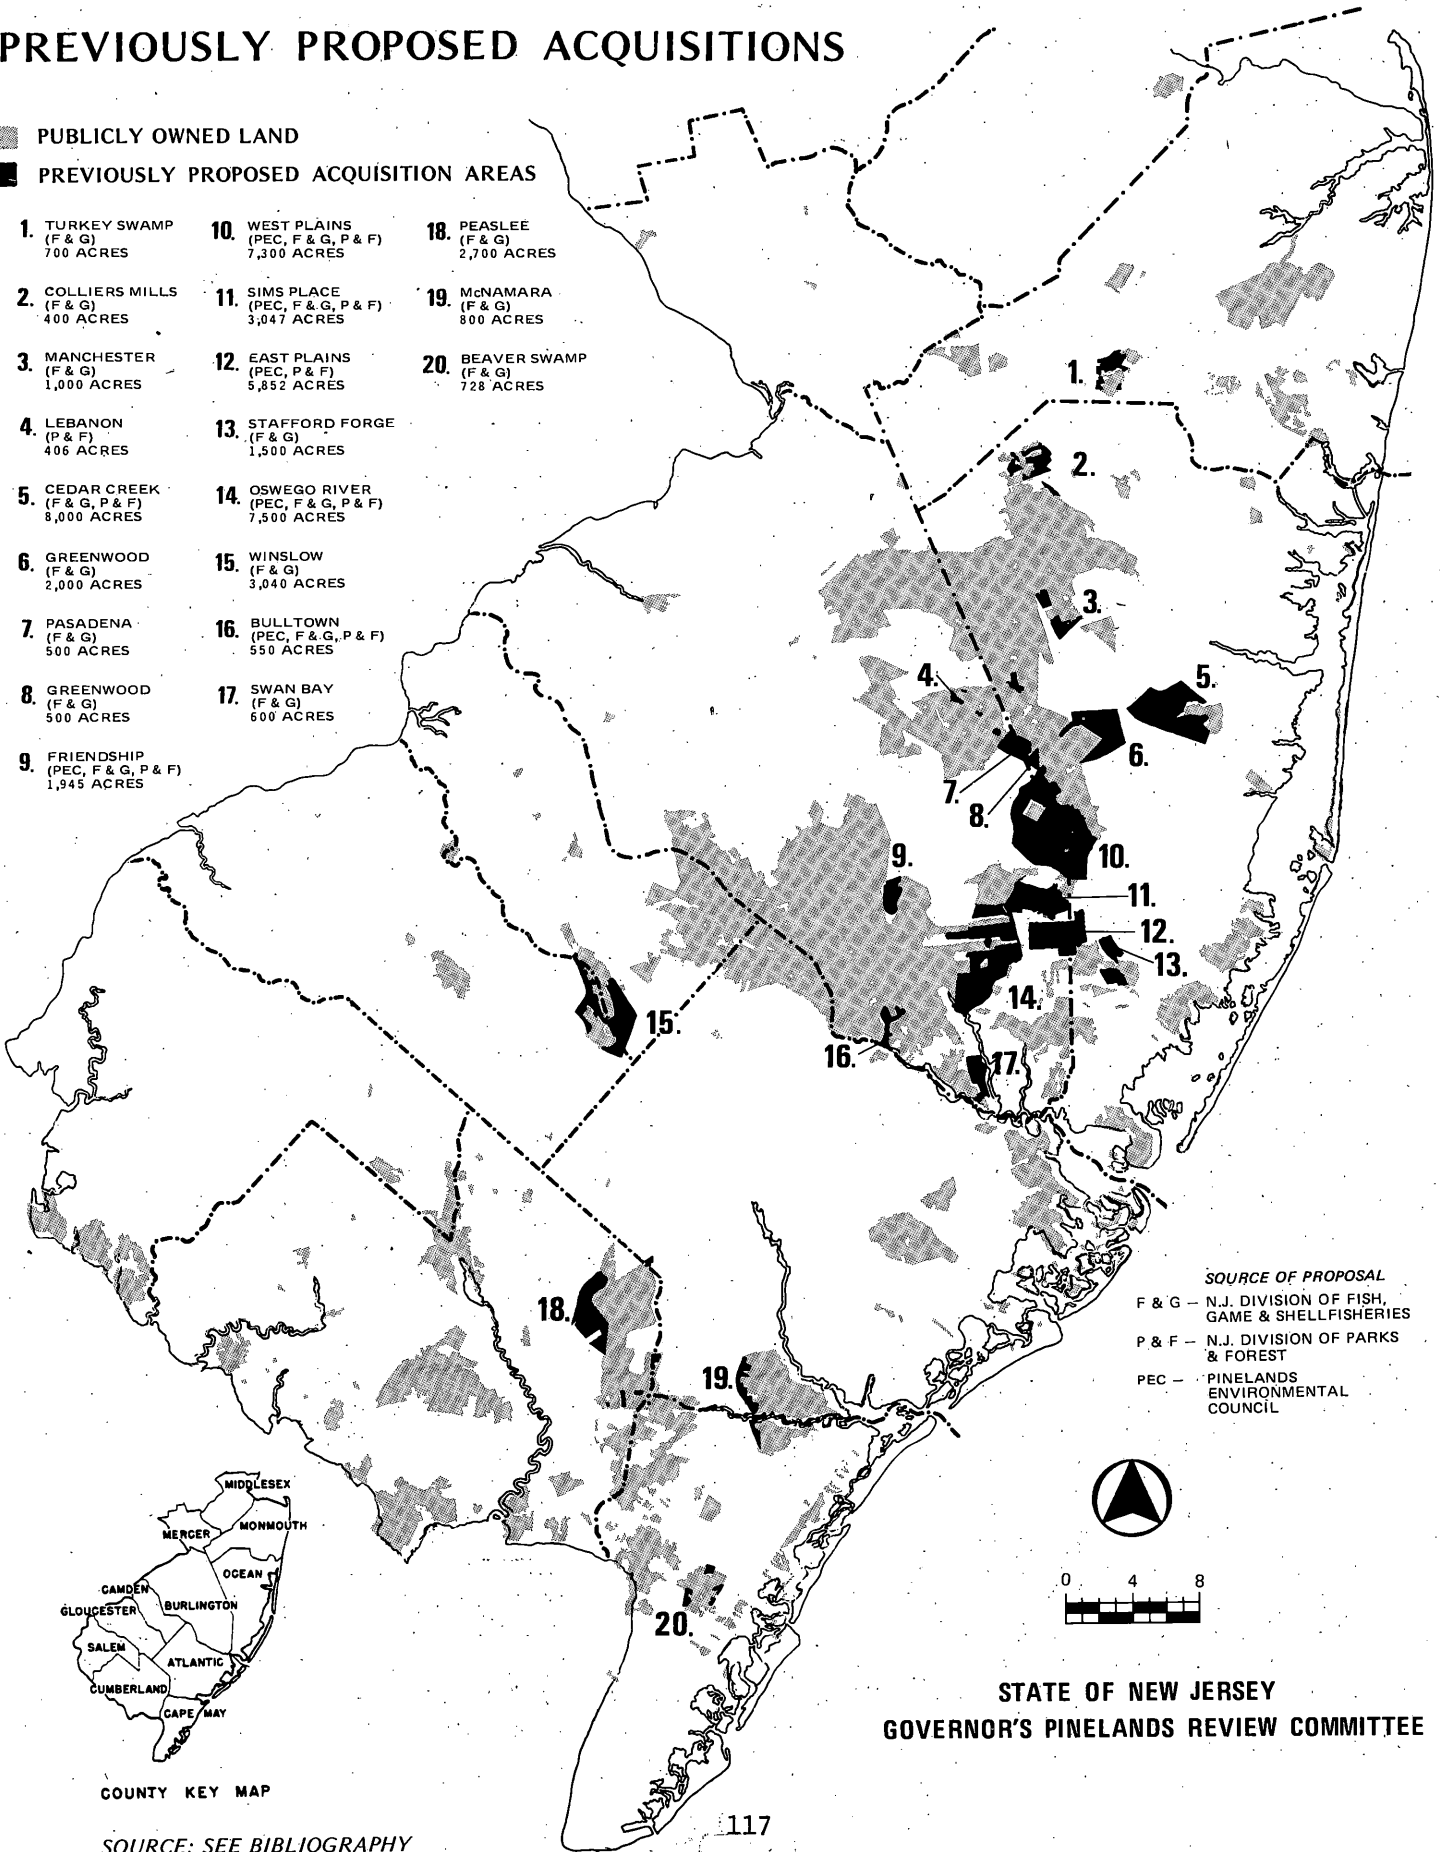 PREVIOUSLY PROPOSED ACQUISITIONS
PUBLICLY OWNED LAND
PREVIOUSLY PROPOSED ACQUISITION AREAS
1. TURKEY SWAMP
(F & G)
700 ACRES
2. COLLIERS MILLS
(F & G)
400 ACRES
3. MANCHESTER
(F & G)
1,000 ACRES
4. LEBANON
(P & F)
406 ACRES
5. CEDAR CREEK
(F & G, P & F)
8,000 ACRES
6. GREENWOOD
(F & G)
2,000 ACRES
7. PASADENA
(F & G)
500 ACRES
8. GREENWOOD
(F & G)
500 ACRES
9. FRIENDSHIP
(PEC, F & G, P & F)
1,945 ACRES
10. WEST PLAINS
(PEC, F & G, P & F)
7,300 ACRES
11. SIMS PLACE
(PEC, F & G, P & F)
3,047 ACRES
12. EAST PLAINS
(PEC, P & F)
5,852 ACRES
13. STAFFORD FORGE
(F & G)
1,500 ACRES
14. OSWEGO RIVER
(PEC, F & G, P & F)
7,500 ACRES
15. WINSLOW
(F & G)
3,040 ACRES
16. BULLTOWN
(PEC, F & G, P & F)
550 ACRES
17. SWAN BAY
(F & G)
600 ACRES
18. PEASLEE
(F & G)
2,700 ACRES
19. McNAMARA
(F & G)
800 ACRES
20. BEAVER SWAMP
(F & G)
728 ACRES
1.
2.
3.
4.
5.
6.
7.
8.
9.
10.
11.
12.
13.
14.
15.
16.
17.
18.
19.
20.
SOURCE OF PROPOSAL
F & G – N.J. DIVISION OF FISH,
GAME & SHELLFISHERIES
P & F – N.J. DIVISION OF PARKS
& FOREST
PEC – PINELANDS
ENVIRONMENTAL
COUNCIL
MIDDLESEX
MERCER
MONMOUTH
OCEAN
CAMDEN
GLOUCESTER
BURLINGTON
SALEM
ATLANTIC
CUMBERLAND
CAPE MAY
COUNTY KEY MAP
0 4 8
STATE OF NEW JERSEY
GOVERNOR'S PINELANDS REVIEW COMMITTEE
117
SOURCE: SEE BIBLIOGRAPHY